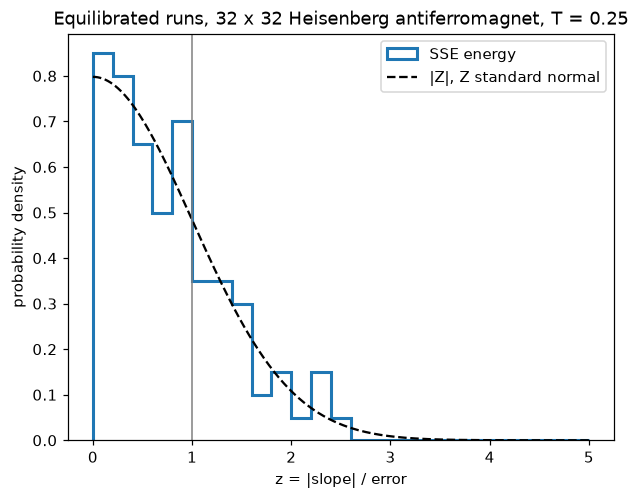 Equilibrated runs, 32 x 32 Heisenberg antiferromagnet, T = 0.25
SSE energy
|Z|, Z standard normal
probability density
0.8
0.7
0.6
0.5
0.4
0.3
0.2
0.1
0.0
0 1 2 3 4 5
z = |slope| / error